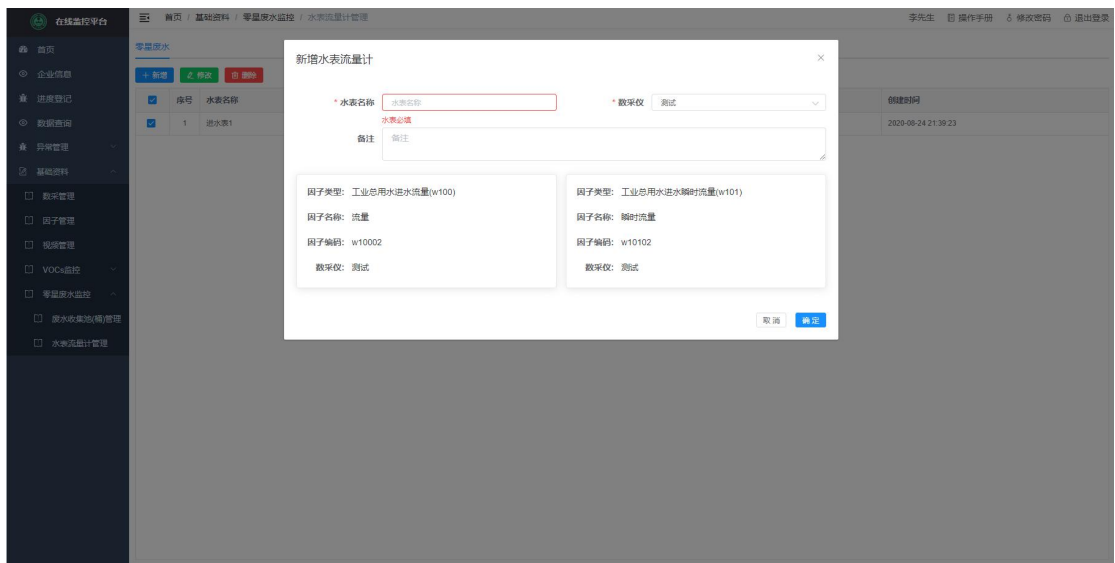 在线监控平台
首页 / 基础资料 / 零星废水监控 / 水表流量计管理
李先生 操作手册 修改密码 退出登录
首页
企业信息
进度登记
数据查询
异常管理
基础资料
数采管理
因子管理
视频管理
VOCs监控
零星废水监控
废水收集池(桶)管理
水表流量计管理
零星废水
+ 新增 修改 删除
序号 水表名称 创建时间
1 进水表1 2020-08-24 21:39:23
新增水表流量计 ×
* 水表名称 水表名称 * 数采仪 测试
水表必填
备注 备注
因子类型: 工业总用水进水流量(w100)
因子名称: 流量
因子编码: w10002
数采仪: 测试
因子类型: 工业总用水进水瞬时流量(w101)
因子名称: 瞬时流量
因子编码: w10102
数采仪: 测试
取消 确定